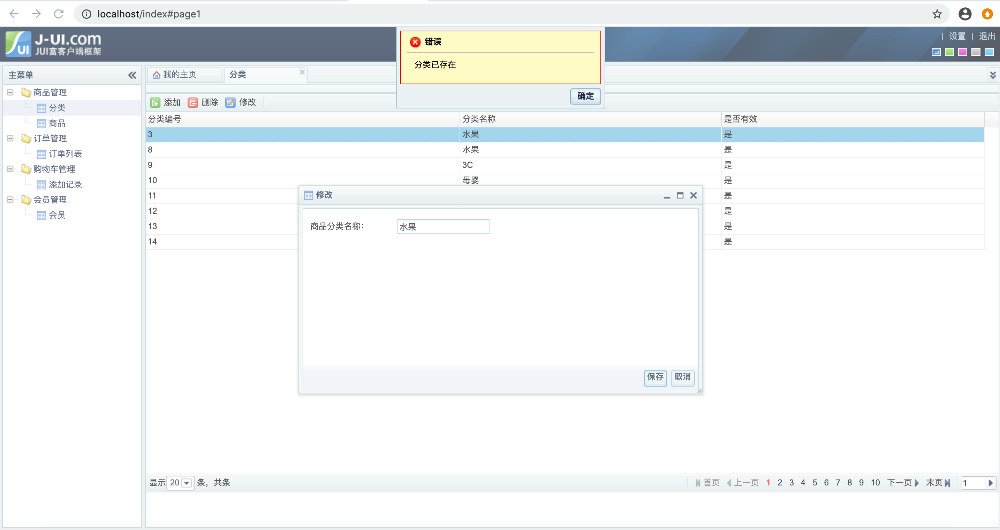 localhost/index#page1
J-UI.com
JUI富客户端框架
UI
| 设置 | 退出
错误
分类已存在
确定
主菜单
我的主页
分类
商品管理
分类
商品
订单管理
订单列表
购物车管理
添加记录
会员管理
会员
添加 删除 修改
分类编号 分类名称 是否有效
3 水果 是
8 水果 是
9 3C 是
10 母婴 是
11 是
12 是
13 是
14 是
修改
商品分类名称：
水果
保存 取消
显示 20 条，共条
首页 上一页 1 2 3 4 5 6 7 8 9 10 下一页 末页 1